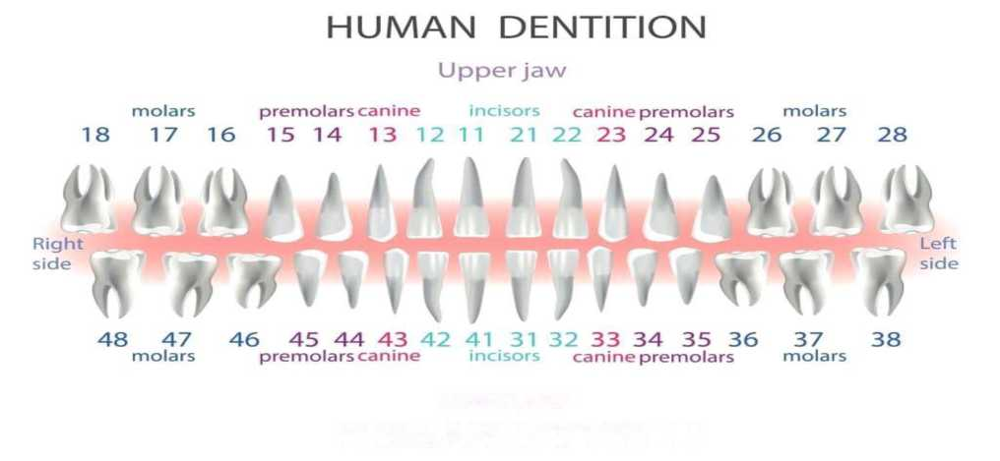 HUMAN DENTITION
Upper jaw
molars premolars canine incisors canine premolars molars
18 17 16 15 14 13 12 11 21 22 23 24 25 26 27 28
Right side
Left side
48 47 46 45 44 43 42 41 31 32 33 34 35 36 37 38
molars premolars canine incisors canine premolars molars